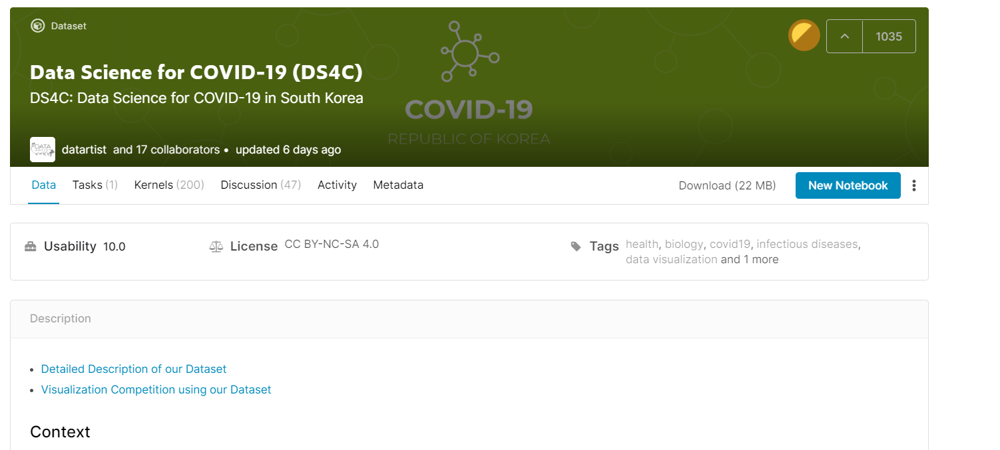 Dataset
1035
Data Science for COVID-19 (DS4C)
DS4C: Data Science for COVID-19 in South Korea
COVID-19
REPUBLIC OF KOREA
DATA
ARTIST
datartist and 17 collaborators • updated 6 days ago
Data Tasks (1) Kernels (200) Discussion (47) Activity Metadata Download (22 MB) New Notebook
Usability 10.0 License CC BY-NC-SA 4.0 Tags health, biology, covid19, infectious diseases,
data visualization and 1 more
Description
• Detailed Description of our Dataset
• Visualization Competition using our Dataset
Context